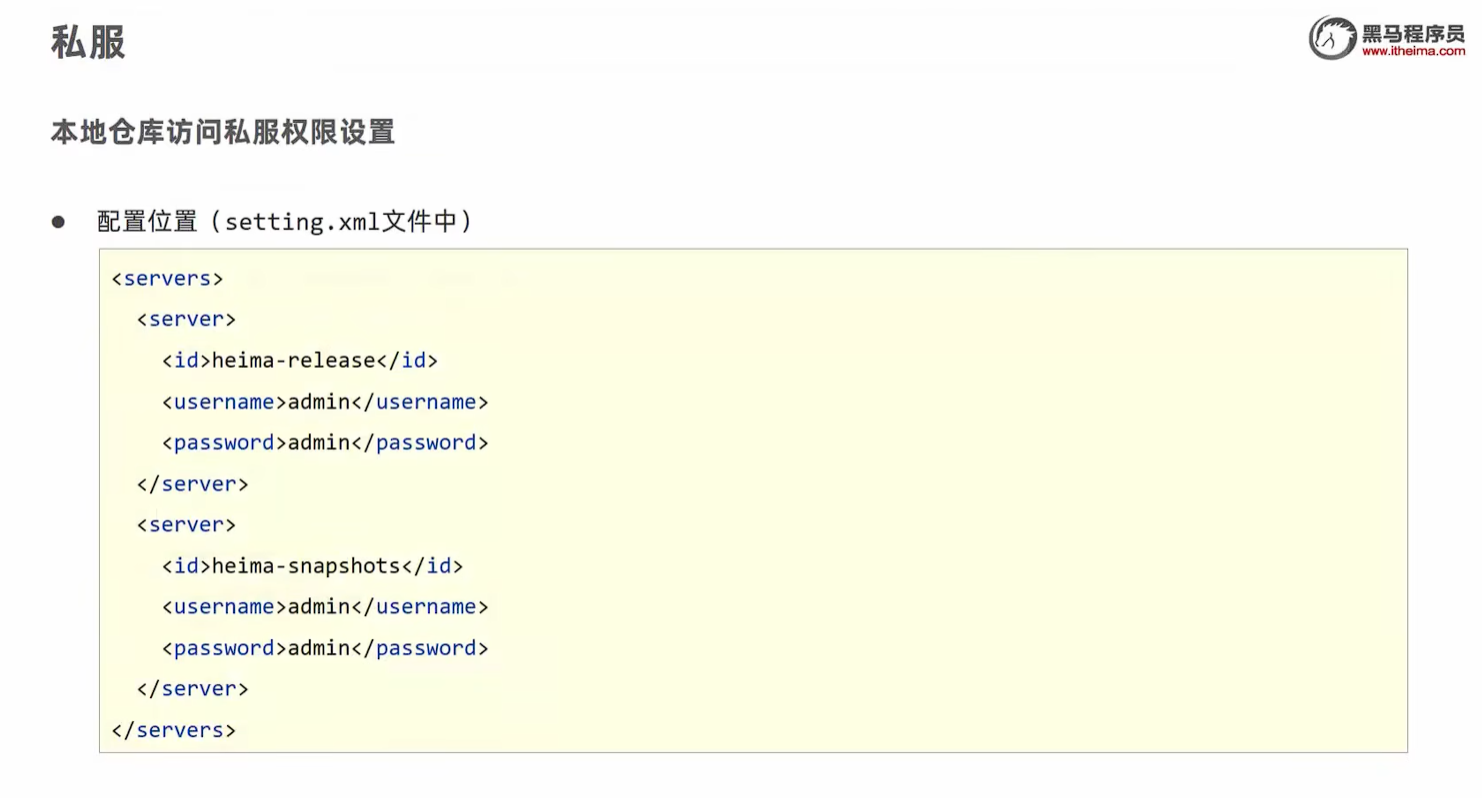 私服
黑马程序员
www.itheima.com
本地仓库访问私服权限设置
● 配置位置（setting.xml文件中）
<servers>
  <server>
    <id>heima-release</id>
    <username>admin</username>
    <password>admin</password>
  </server>
  <server>
    <id>heima-snapshots</id>
    <username>admin</username>
    <password>admin</password>
  </server>
</servers>